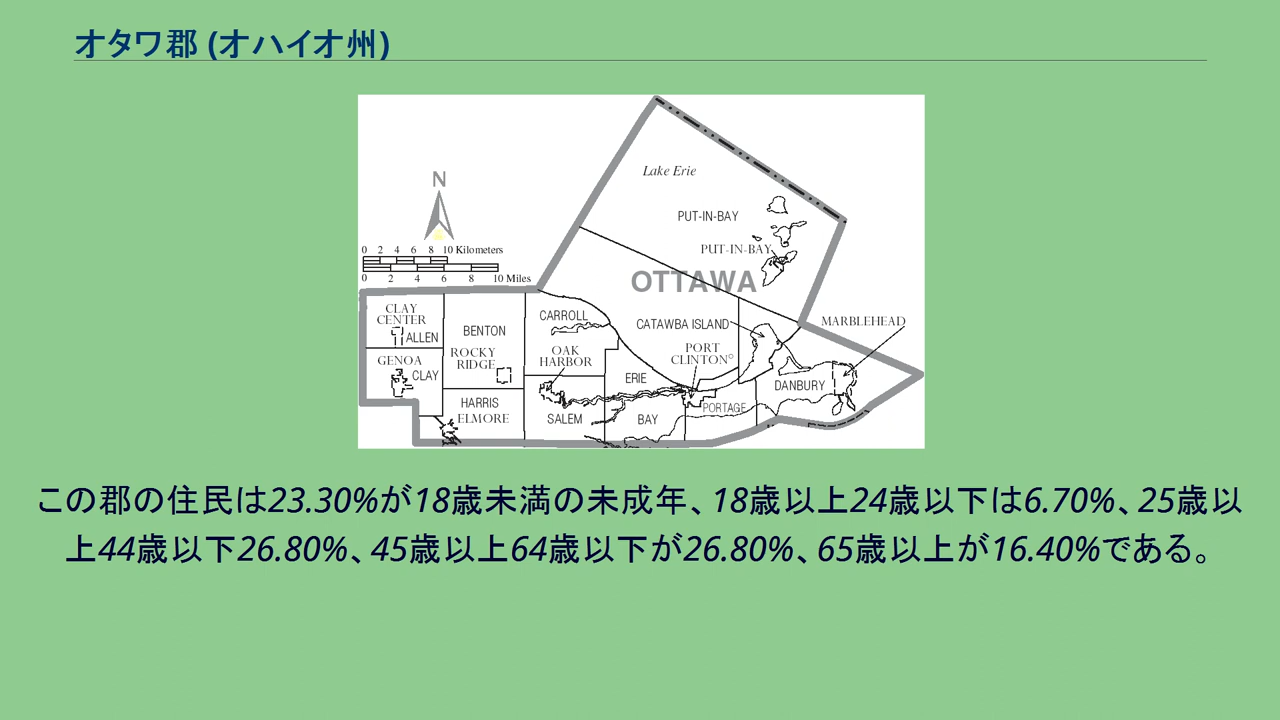 オタワ郡 (オハイオ州)
Lake Erie
N
PUT-IN-BAY
PUT-IN-BAY
0 2 4 6 8 10 Kilometers
0 2 4 6 8 10 Miles
OTTAWA
CLAY
CENTER
ALLEN
BENTON
CARROLL
CATAWBA ISLAND
MARBLEHEAD
GENOA
CLAY
ROCKY
RIDGE
OAK
HARBOR
PORT
CLINTON
ERIE
DANBURY
HARRIS
ELMORE
SALEM
BAY
PORTAGE
この郡の住民は23.30%が18歳未満の未成年、18歳以上24歳以下は6.70%、25歳以
上44歳以下26.80%、45歳以上64歳以下が26.80%、65歳以上が16.40%である。